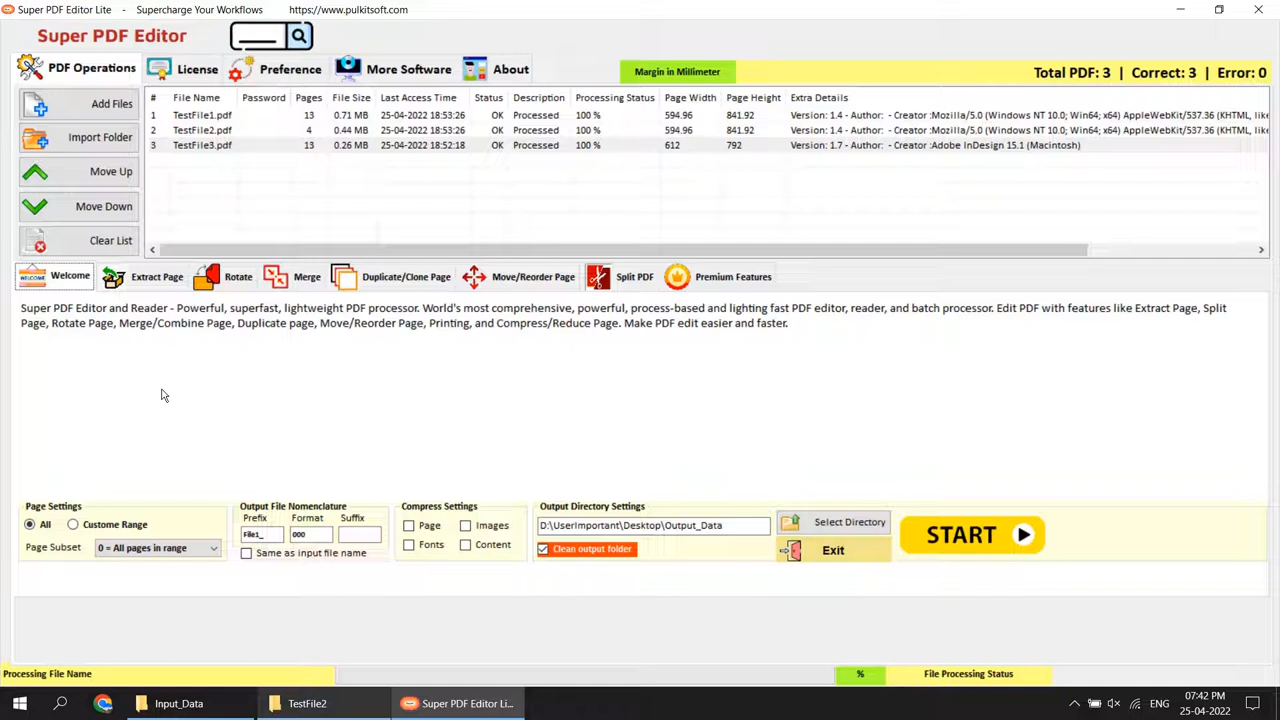 Super PDF Editor Lite - Supercharge Your Workflows https://www.pulkitsoft.com
Super PDF Editor
PDF Operations License Preference More Software About Margin in Millimeter Total PDF: 3 | Correct: 3 | Error: 0
Add Files
Import Folder
Move Up
Move Down
Clear List
# File Name Password Pages File Size Last Access Time Status Description Processing Status Page Width Page Height Extra Details
1 TestFile1.pdf 13 0.71 MB 25-04-2022 18:53:26 OK Processed 100 % 594.96 841.92 Version: 1.4 - Author: - Creator :Mozilla/5.0 (Windows NT 10.0; Win64; x64) AppleWebKit/537.36 (KHTML, like
2 TestFile2.pdf 4 0.44 MB 25-04-2022 18:53:26 OK Processed 100 % 594.96 841.92 Version: 1.4 - Author: - Creator :Mozilla/5.0 (Windows NT 10.0; Win64; x64) AppleWebKit/537.36 (KHTML, like
3 TestFile3.pdf 13 0.26 MB 25-04-2022 18:52:18 OK Processed 100 % 612 792 Version: 1.7 - Author: - Creator :Adobe InDesign 15.1 (Macintosh)
WELCOME Welcome Extract Page Rotate Merge Duplicate/Clone Page Move/Reorder Page Split PDF Premium Features
Super PDF Editor and Reader - Powerful, superfast, lightweight PDF processor. World's most comprehensive, powerful, process-based and lighting fast PDF editor, reader, and batch processor. Edit PDF with features like Extract Page, Split
Page, Rotate Page, Merge/Combine Page, Duplicate page, Move/Reorder Page, Printing, and Compress/Reduce Page. Make PDF edit easier and faster.
Page Settings
All Custome Range
Page Subset 0 = All pages in range
Output File Nomenclature
Prefix Format Suffix
File1_ 000
Same as input file name
Compress Settings
Page Images
Fonts Content
Output Directory Settings
D:\UserImportant\Desktop\Output_Data
Clean output folder
Select Directory
Exit
START
Processing File Name % File Processing Status
Input_Data TestFile2 Super PDF Editor Li... ENG 07:42 PM
25-04-2022